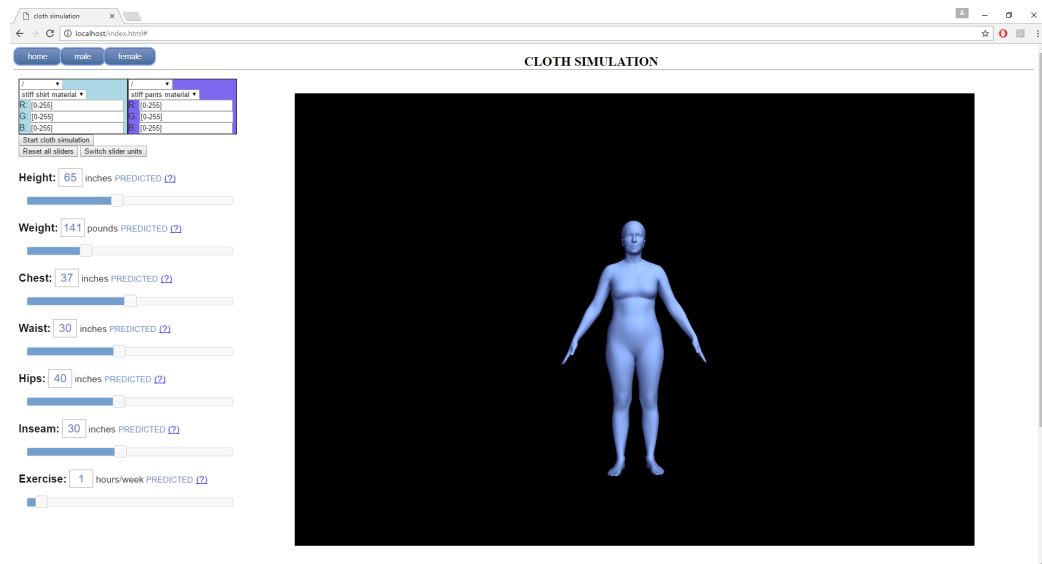 cloth simulation
localhost/index.html#
home male female
CLOTH SIMULATION
/ /
stiff shirt material stiff pants material
R: [0-255] R: [0-255]
G: [0-255] G: [0-255]
B: [0-255] B: [0-255]
Start cloth simulation
Reset all sliders Switch slider units
Height: 65 inches PREDICTED (?)
Weight: 141 pounds PREDICTED (?)
Chest: 37 inches PREDICTED (?)
Waist: 30 inches PREDICTED (?)
Hips: 40 inches PREDICTED (?)
Inseam: 30 inches PREDICTED (?)
Exercise: 1 hours/week PREDICTED (?)